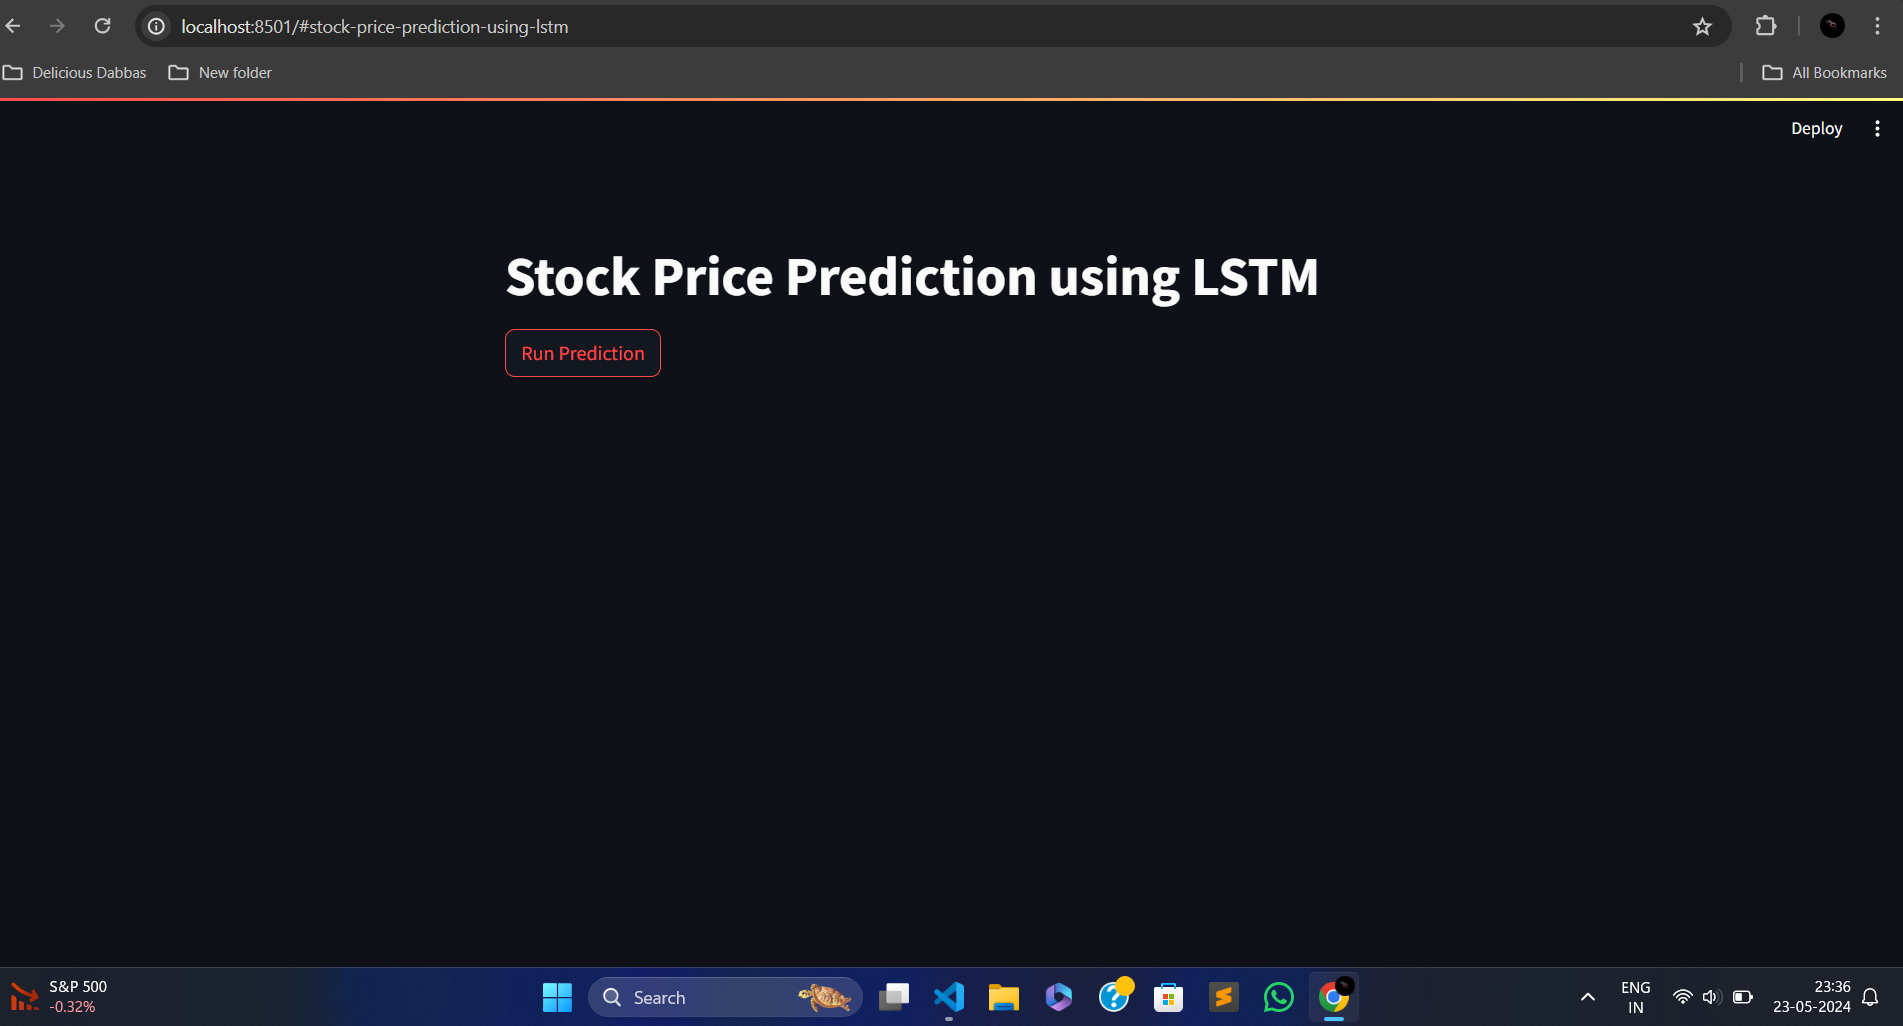 localhost:8501/#stock-price-prediction-using-lstm
Delicious Dabbas
New folder
All Bookmarks
Deploy
Stock Price Prediction using LSTM
Run Prediction
S&P 500
-0.32%
Search
ENG
IN
23:36
23-05-2024